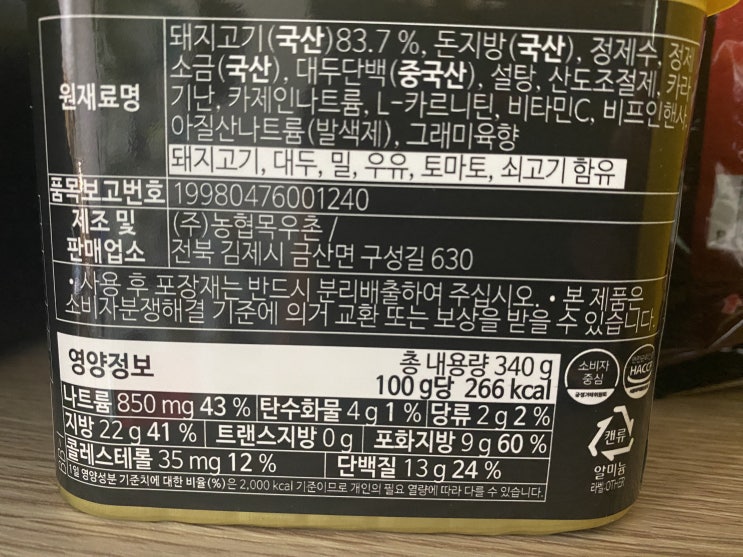 원재료명
돼지고기(국산)83.7 %, 돈지방(국산), 정제수, 정제
소금(국산), 대두단백(중국산), 설탕, 산도조절제, 카라
기난, 카제인나트륨, L-카르니틴, 비타민C, 비프인핸사,
아질산나트륨(발색제), 그래미육향
돼지고기, 대두, 밀, 우유, 토마토, 쇠고기 함유
품목보고번호 19980476001240
제조 및
판매업소
(주)농협목우촌 /
전북 김제시 금산면 구성길 630
• 사용 후 포장재는 반드시 분리배출하여 주십시오. • 본 제품은
소비자분쟁해결 기준에 의거 교환 또는 보상을 받을 수 있습니다.
영양정보
총 내용량 340 g
100 g당 266 kcal
나트륨 850 mg 43 % 탄수화물 4 g 1 % 당류 2 g 2 %
지방 22 g 41 % 트랜스지방 0 g 포화지방 9 g 60 %
콜레스테롤 35 mg 12 % 단백질 13 g 24 %
1일 영양성분 기준치에 대한 비율(%)은 2,000 kcal 기준이므로 개인의 필요 열량에 따라 다를 수 있습니다.
소비자
중심
공정거래위원회
HACCP
캔류
알미늄
라벨:OTHER